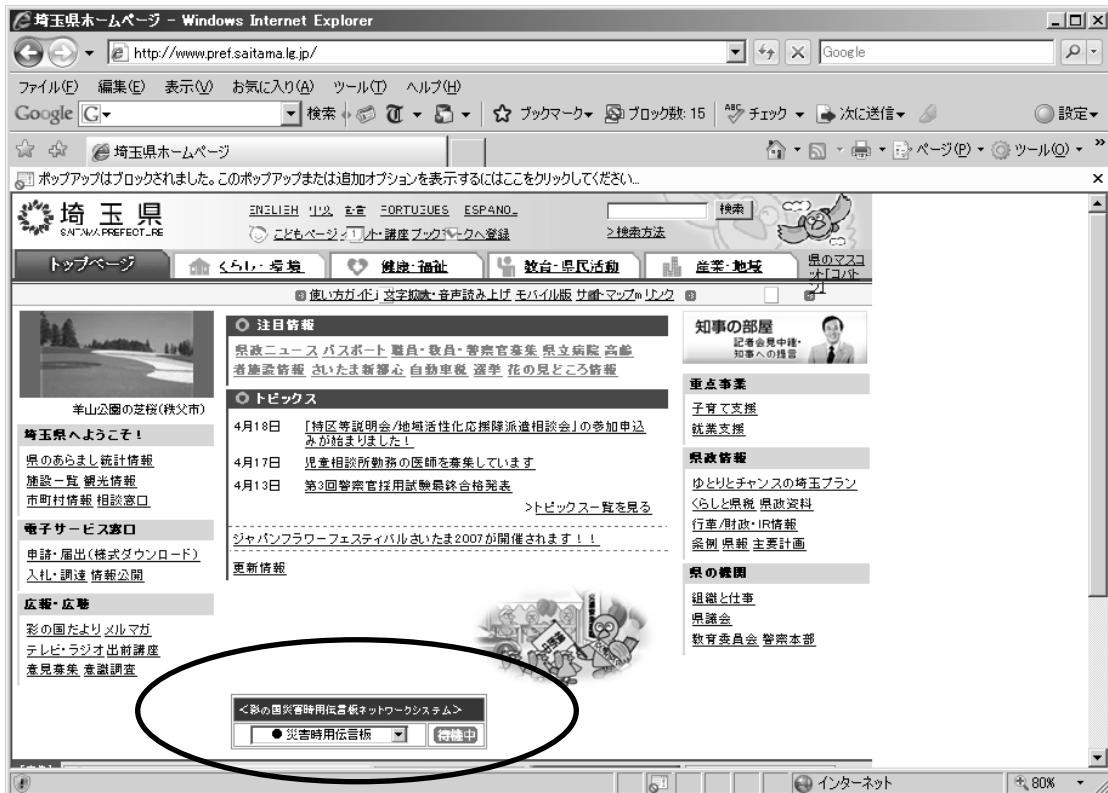 埼玉県ホームページ - Windows Internet Explorer
http://www.pref.saitama.lg.jp/
Google
ファイル(F) 編集(E) 表示(V) お気に入り(A) ツール(T) ヘルプ(H)
Google G 検索 ブックマーク ブロック数: 15 ABC チェック 次に送信 設定
埼玉県ホームページ ページ(P) ツール(O) »
ポップアップはブロックされました。このポップアップまたは追加オプションを表示するにはここをクリックしてください...
埼玉県 検索
こどもページ ト・講座 ブックマークへ登録 >検索方法
トップページ くらし・環境 健康・福祉 教育・県民活動 産業・地域 県のマスコット「コバトン」
使い方ガイド 文字拡大・音声読み上げ モバイル版 サイトマップ リンク
羊山公園の芝桜(秩父市)
埼玉県へようこそ!
県のあらまし 統計情報
施設一覧 観光情報
市町村情報 相談窓口
電子サービス窓口
申請・届出(様式ダウンロード)
入札・調達 情報公開
広報・広聴
彩の国だより メルマガ
テレビ・ラジオ 出前講座
意見募集 意識調査
注目情報
県政ニュース パスポート 職員・教員・警察官募集 県立病院 高齢
者施設情報 さいたま新都心 自動車税 選挙 花の見どころ情報
トピックス
4月18日 「特区等説明会/地域活性化応援隊派遣相談会」の参加申込
みが始まりました!
4月17日 児童相談所勤務の医師を募集しています
4月13日 第3回警察官採用試験最終合格発表
>トピックス一覧を見る
ジャパンフラワーフェスティバルさいたま2007が開催されます!!
更新情報
<彩の国災害時用伝言板ネットワークシステム>
●災害時用伝言板 待機中
知事の部屋
記者会見中継・
知事への提言
重点事業
子育て支援
就業支援
県政情報
ゆとりとチャンスの埼玉プラン
くらしと県税 県政資料
行革/財政・IR情報
条例 県報 主要計画
県の機関
組織と仕事
県議会
教育委員会 警察本部
インターネット 80%